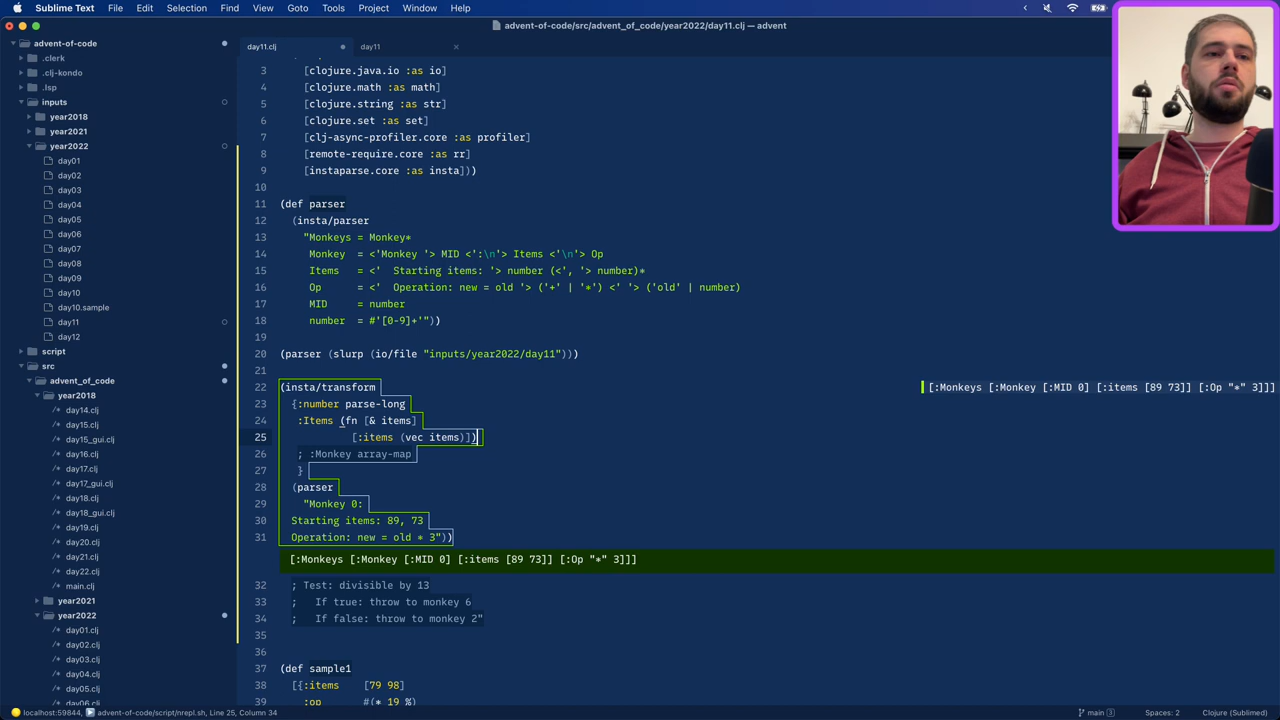 Sublime Text File Edit Selection Find View Goto Tools Project Window Help
advent-of-code/src/advent_of_code/year2022/day11.clj — advent
advent-of-code
.clerk
.clj-kondo
.lsp
inputs
year2018
year2021
year2022
day01
day02
day03
day04
day05
day06
day07
day08
day09
day10
day10.sample
day11
day12
script
src
advent_of_code
year2018
day14.clj
day15.clj
day15_gui.clj
day16.clj
day17.clj
day17_gui.clj
day18.clj
day18_gui.clj
day19.clj
day20.clj
day21.clj
day22.clj
main.clj
year2021
year2022
day01.clj
day02.clj
day03.clj
day04.clj
day05.clj
day06.clj
day11.clj day11
3 [clojure.java.io :as io]
4 [clojure.math :as math]
5 [clojure.string :as str]
6 [clojure.set :as set]
7 [clj-async-profiler.core :as profiler]
8 [remote-require.core :as rr]
9 [instaparse.core :as insta]))
10
11 (def parser
12 (insta/parser
13 "Monkeys = Monkey*
14 Monkey = <'Monkey '> MID <':\n'> Items <'\n'> Op
15 Items = <'  Starting items: '> number (<', '> number)*
16 Op = <'  Operation: new = old '> ('+' | '*') <' '> ('old' | number)
17 MID = number
18 number = #'[0-9]+'"))
19
20 (parser (slurp (io/file "inputs/year2022/day11")))
21
22 (insta/transform [:Monkeys [:Monkey [:MID 0] [:items [89 73]] [:Op "*" 3]]]
23 {:number parse-long
24 :Items (fn [& items]
25 [:items (vec items)])
26 ; :Monkey array-map
27 }
28 (parser
29 "Monkey 0:
30 Starting items: 89, 73
31 Operation: new = old * 3"))
[:Monkeys [:Monkey [:MID 0] [:items [89 73]] [:Op "*" 3]]]
32 ; Test: divisible by 13
33 ;   If true: throw to monkey 6
34 ;   If false: throw to monkey 2"
35
36
37 (def sample1
38 [{:items [79 98]
39 :op #(* 19 %)
localhost:59844, advent-of-code/script/nrepl.sh, Line 25, Column 34 main 3 Spaces: 2 Clojure (Sublimed)